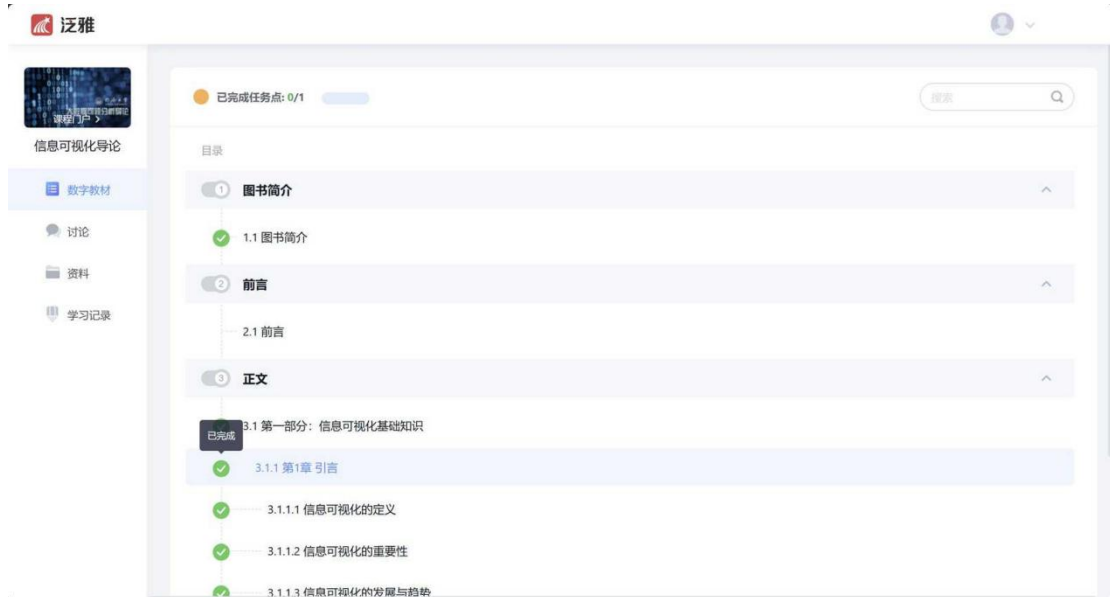 泛雅
课程门户 >
信息可视化导论
数字教材
讨论
资料
学习记录
已完成任务点: 0/1
搜索
目录
1 图书简介
1.1 图书简介
2 前言
2.1 前言
3 正文
3.1 第一部分：信息可视化基础知识
已完成
3.1.1 第1章 引言
3.1.1.1 信息可视化的定义
3.1.1.2 信息可视化的重要性
3.1.1.3 信息可视化的发展与趋势